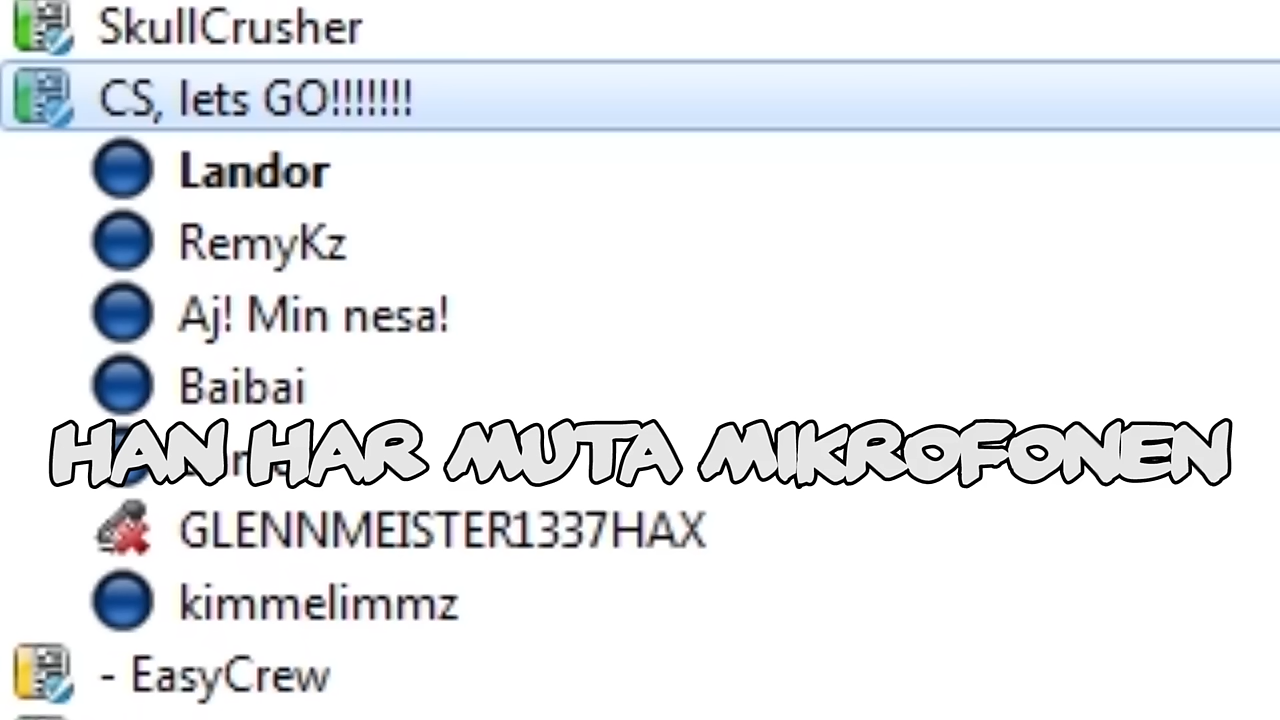 SkullCrusher
CS, lets GO!!!!!!!
Landor
RemyKz
Aj! Min nesa!
Baibai
HAN HAR MUTA MIKROFONEN
GLENNMEISTER1337HAX
kimmelimmz
- EasyCrew